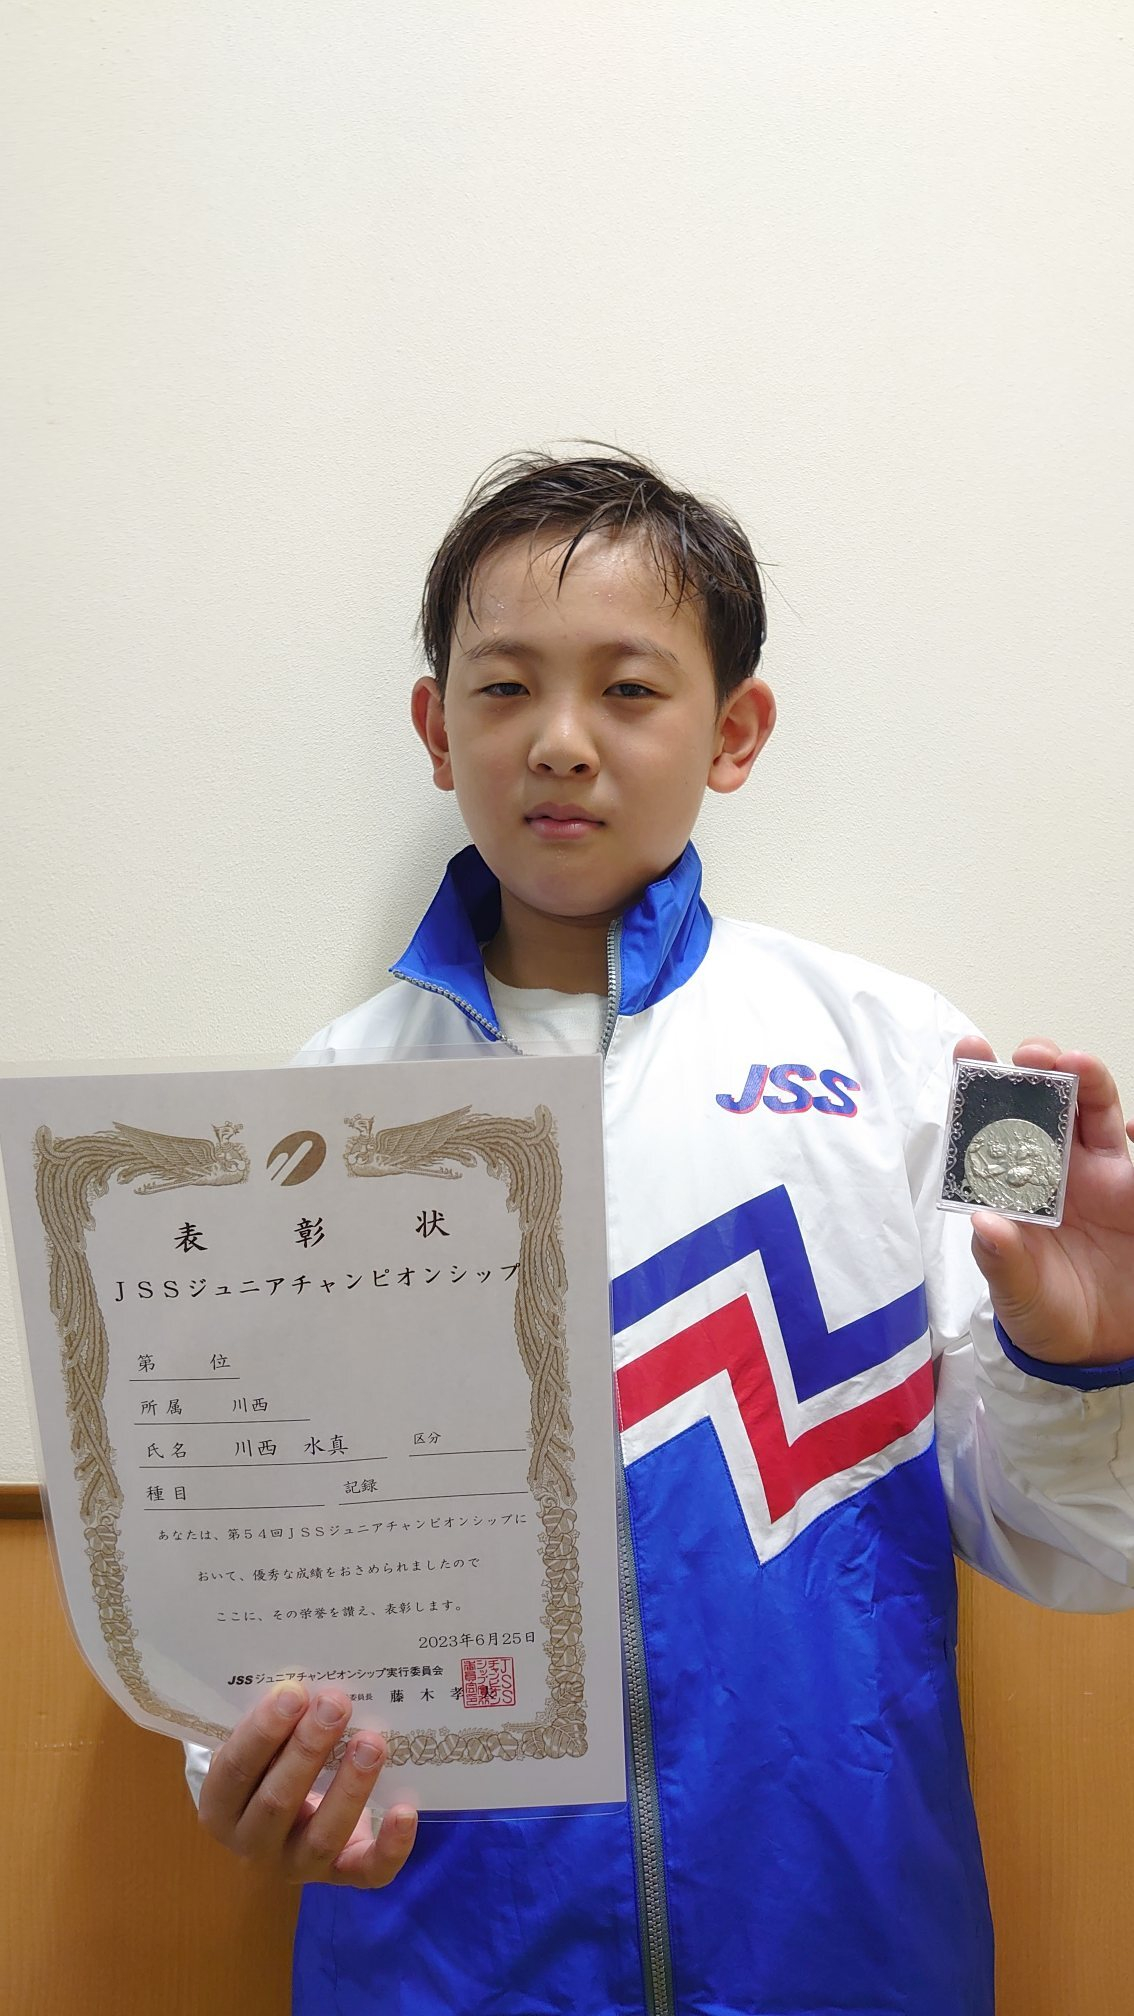 表彰状
JSSジュニアチャンピオンシップ
第 位
所属 川西
氏名 川西 水真 区分
種目 記録
あなたは、第54回JSSジュニアチャンピオンシップに
おいて、優秀な成績をおさめられましたので
ここに、その栄誉を讃え、表彰します。
2023年6月25日
JSSジュニアチャンピオンシップ実行委員会
委員長 藤木孝夫
JSS